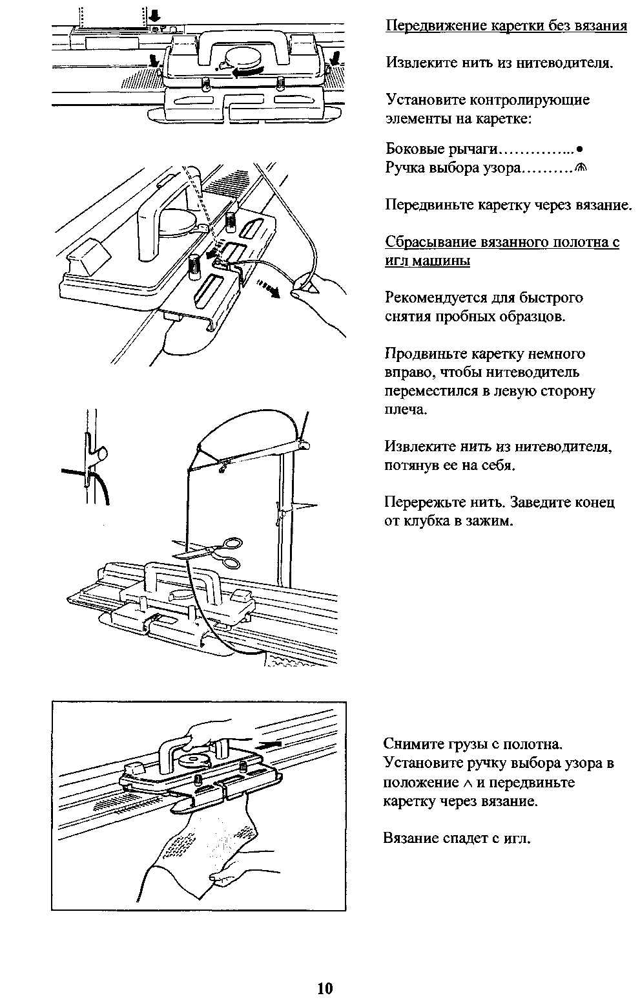 Передвижение каретки без вязания
Извлеките нить из нитеводителя.
Установите контролирующие
элементы на каретке:
Боковые рычаги...............●
Ручка выбора узора..........
Передвиньте каретку через вязание.
Сбрасывание вязанного полотна с
игл машины
Рекомендуется для быстрого
снятия пробных образцов.
Продвиньте каретку немного
вправо, чтобы нитеводитель
переместился в левую сторону
плеча.
Извлеките нить из нитеводителя,
потянув ее на себя.
Перережьте нить. Заведите конец
от клубка в зажим.
Снимите грузы с полотна.
Установите ручку выбора узора в
положение ʌ и передвиньте
каретку через вязание.
Вязание спадет с игл.
10